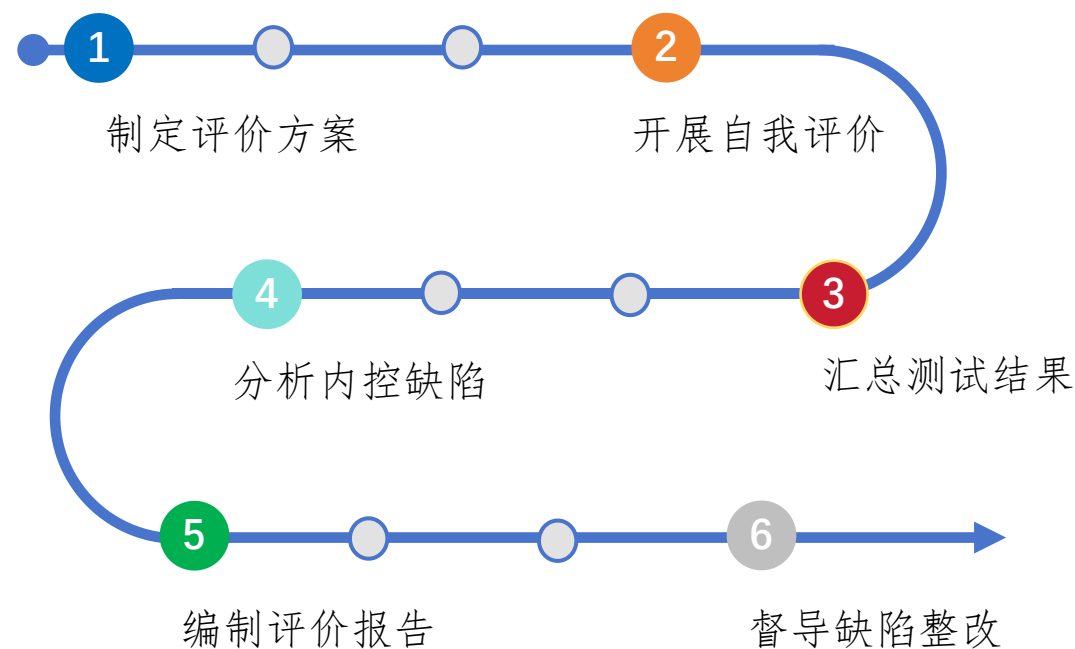 1
制定评价方案
2
开展自我评价
3
汇总测试结果
4
分析内控缺陷
5
编制评价报告
6
督导缺陷整改